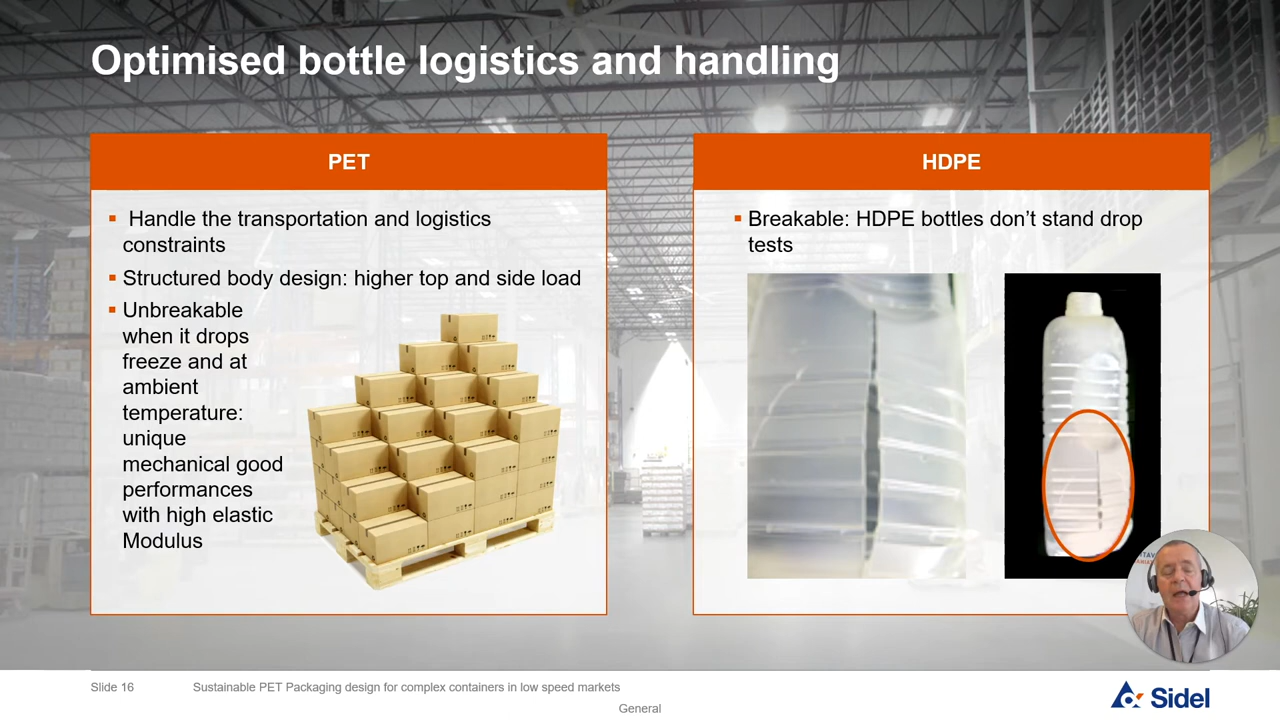 Optimised bottle logistics and handling
PET
Handle the transportation and logistics
constraints
Structured body design: higher top and side load
Unbreakable
when it drops
freeze and at
ambient
temperature:
unique
mechanical good
performances
with high elastic
Modulus
HDPE
Breakable: HDPE bottles don’t stand drop
tests
Slide 16
Sustainable PET Packaging design for complex containers in low speed markets
General
Sidel